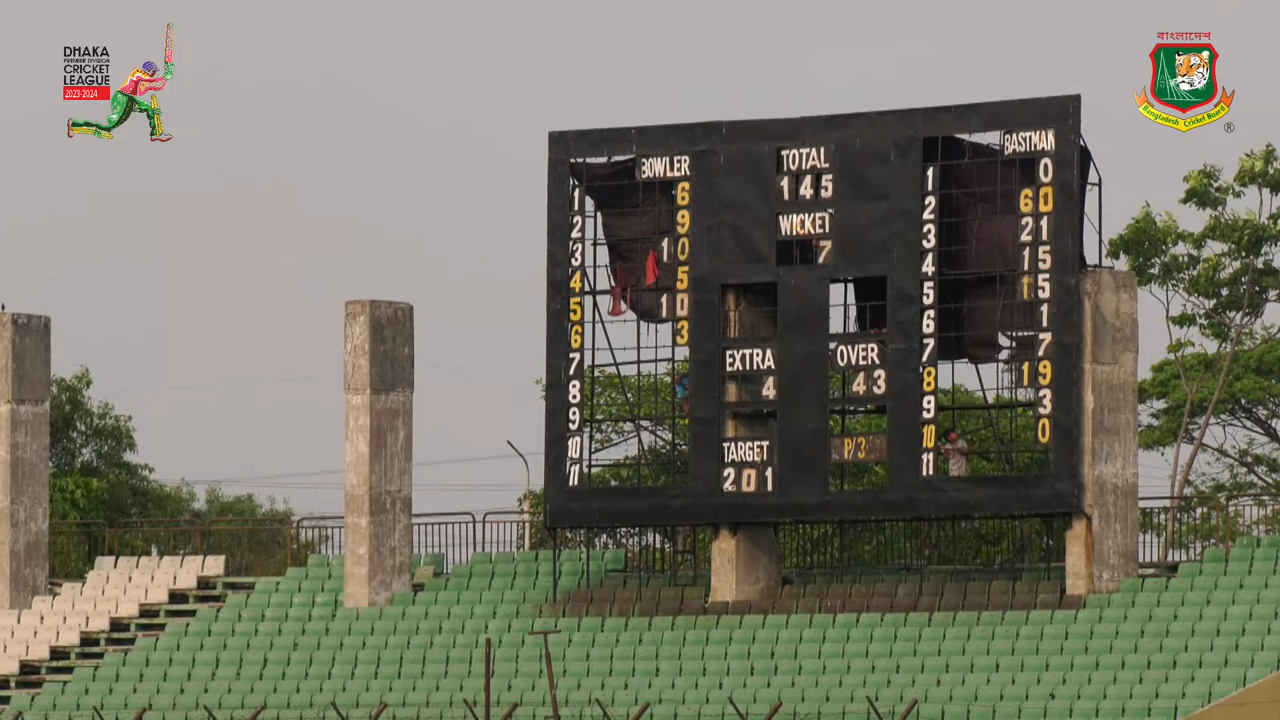 DHAKA
PREMIER DIVISION
CRICKET
LEAGUE
2023-2024
বাংলাদেশ
Bangladesh Cricket Board
®
BOWLER
1 6
2 9
3 10
4 5
5 10
6 3
7
8
9
10
11
TOTAL
145
WICKET
7
EXTRA
4
OVER
43
TARGET
201
P/3
BASTMAN
1 0
2 60
3 21
4 15
5 15
6 1
7 7
8 19
9 3
10 0
11